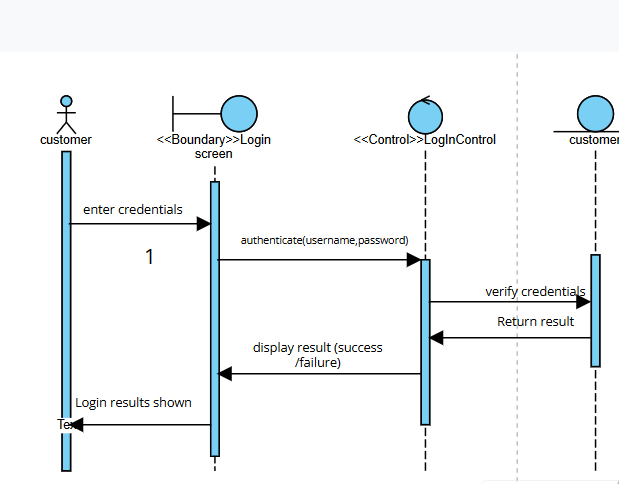 customer
<<Boundary>>Login
screen
<<Control>>LogInControl
customer
enter credentials
1
authenticate(username,password)
verify credentials
Return result
display result (success
/failure)
Login results shown